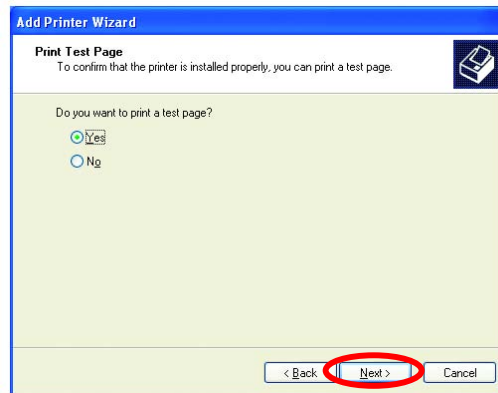 Add Printer Wizard
Print Test Page
To confirm that the printer is installed properly, you can print a test page.
Do you want to print a test page?
Yes
No
< Back
Next >
Cancel